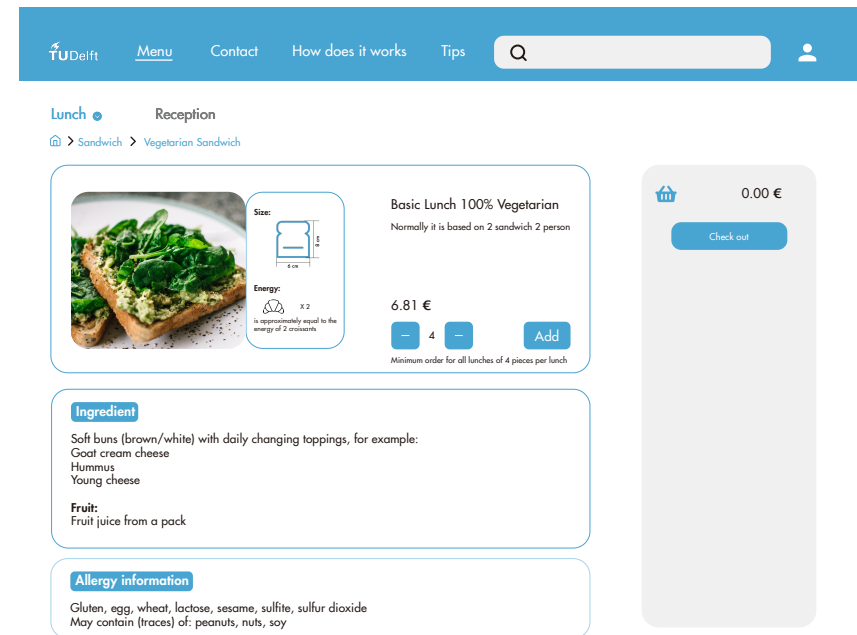 TUDelft
Menu
Contact
How does it works
Tips
Lunch
Reception
Sandwich
Vegetarian Sandwich
Size:
8 cm
6 cm
Energy:
X 2
is approximately equal to the
energy of 2 croissants
Basic Lunch 100% Vegetarian
Normally it is based on 2 sandwich 2 person
6.81 €
– 4 –
Add
Minimum order for all lunches of 4 pieces per lunch
0.00 €
Check out
Ingredient
Soft buns (brown/white) with daily changing toppings, for example:
Goat cream cheese
Hummus
Young cheese
Fruit:
Fruit juice from a pack
Allergy information
Gluten, egg, wheat, lactose, sesame, sulfite, sulfur dioxide
May contain (traces) of: peanuts, nuts, soy